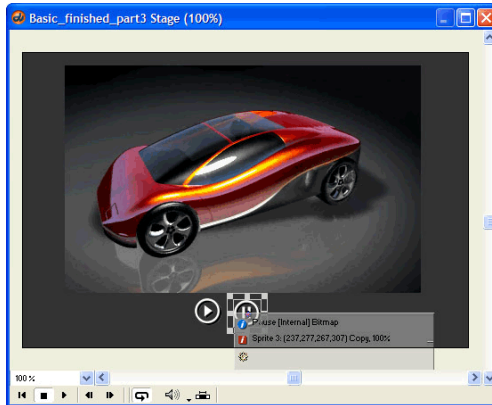 Basic_finished_part3 Stage (100%)
Pause [Internal] Bitmap
Sprite 3: (237,277,267,307) Copy, 100%
100 %